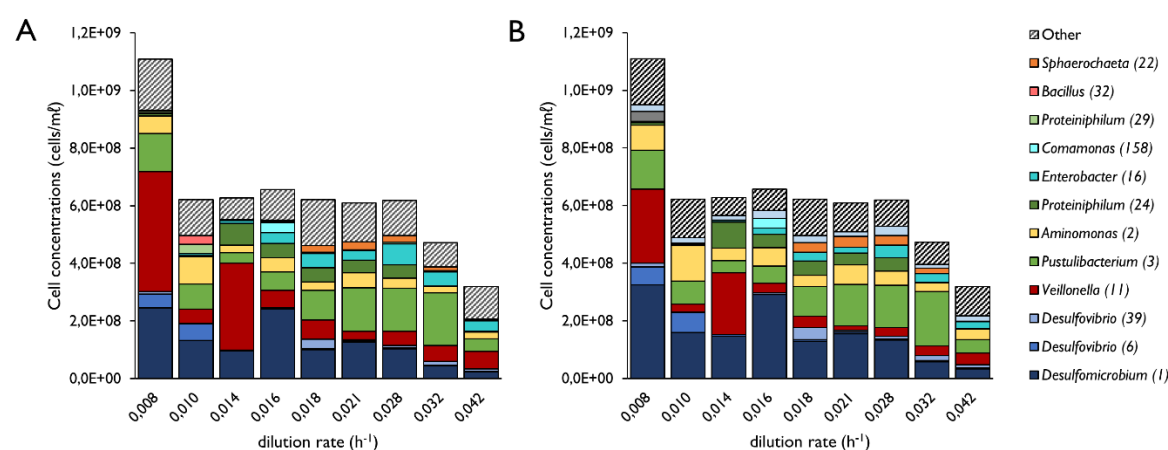 A
Cell concentrations (cells/mℓ)
1,2E+09
1,0E+09
8,0E+08
6,0E+08
4,0E+08
2,0E+08
0,0E+00
0,008
0,010
0,014
0,016
0,018
0,021
0,028
0,032
0,042
dilution rate (h⁻¹)
B
Cell concentrations (cells/mℓ)
1,2E+09
1,0E+09
8,0E+08
6,0E+08
4,0E+08
2,0E+08
0,0E+00
0,008
0,010
0,014
0,016
0,018
0,021
0,028
0,032
0,042
dilution rate (h⁻¹)
Other
Sphaerochaeta (22)
Bacillus (32)
Proteiniphilum (29)
Comamonas (158)
Enterobacter (16)
Proteiniphilum (24)
Aminomonas (2)
Pustulibacterium (3)
Veillonella (11)
Desulfovibrio (39)
Desulfovibrio (6)
Desulfomicrobium (1)